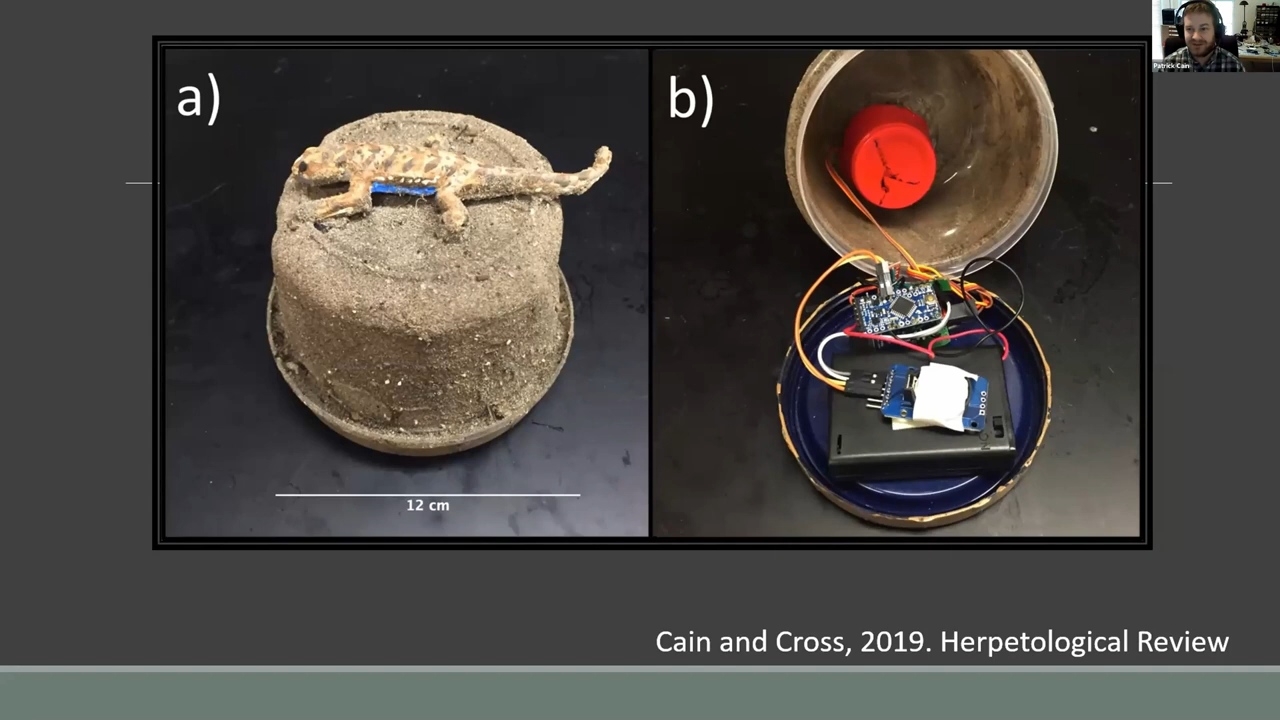 Patrick Cain
a)
b)
12 cm
Cain and Cross, 2019. Herpetological Review